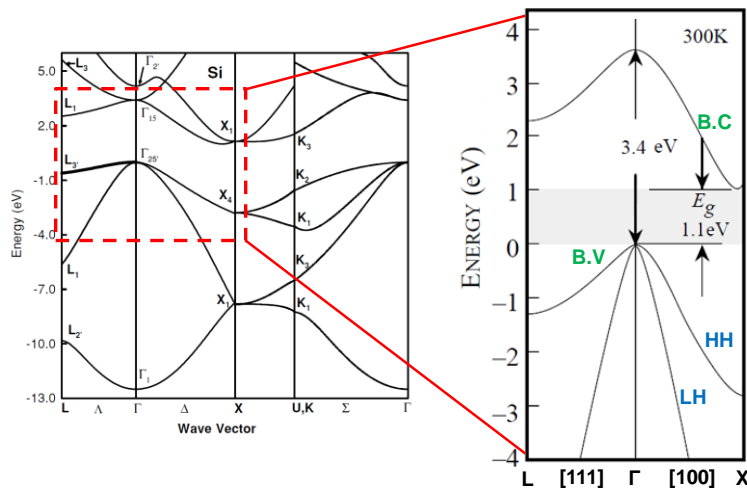 Si
5.0
2.0
-1.0
-4.0
-7.0
-10.0
-13.0
Energy (eV)
L3
L1
L3'
L1
L2'
Γ2'
Γ15
Γ25'
Γ1
X1
X4
X1
K3
K2
K1
K3
K1
L Λ Γ Δ X U,K Σ Γ
Wave Vector
ENERGY (eV)
4
3
2
1
0
−1
−2
−3
−4
300K
B.C
3.4 eV
Eg
1.1eV
B.V
HH
LH
L [111] Γ [100] X